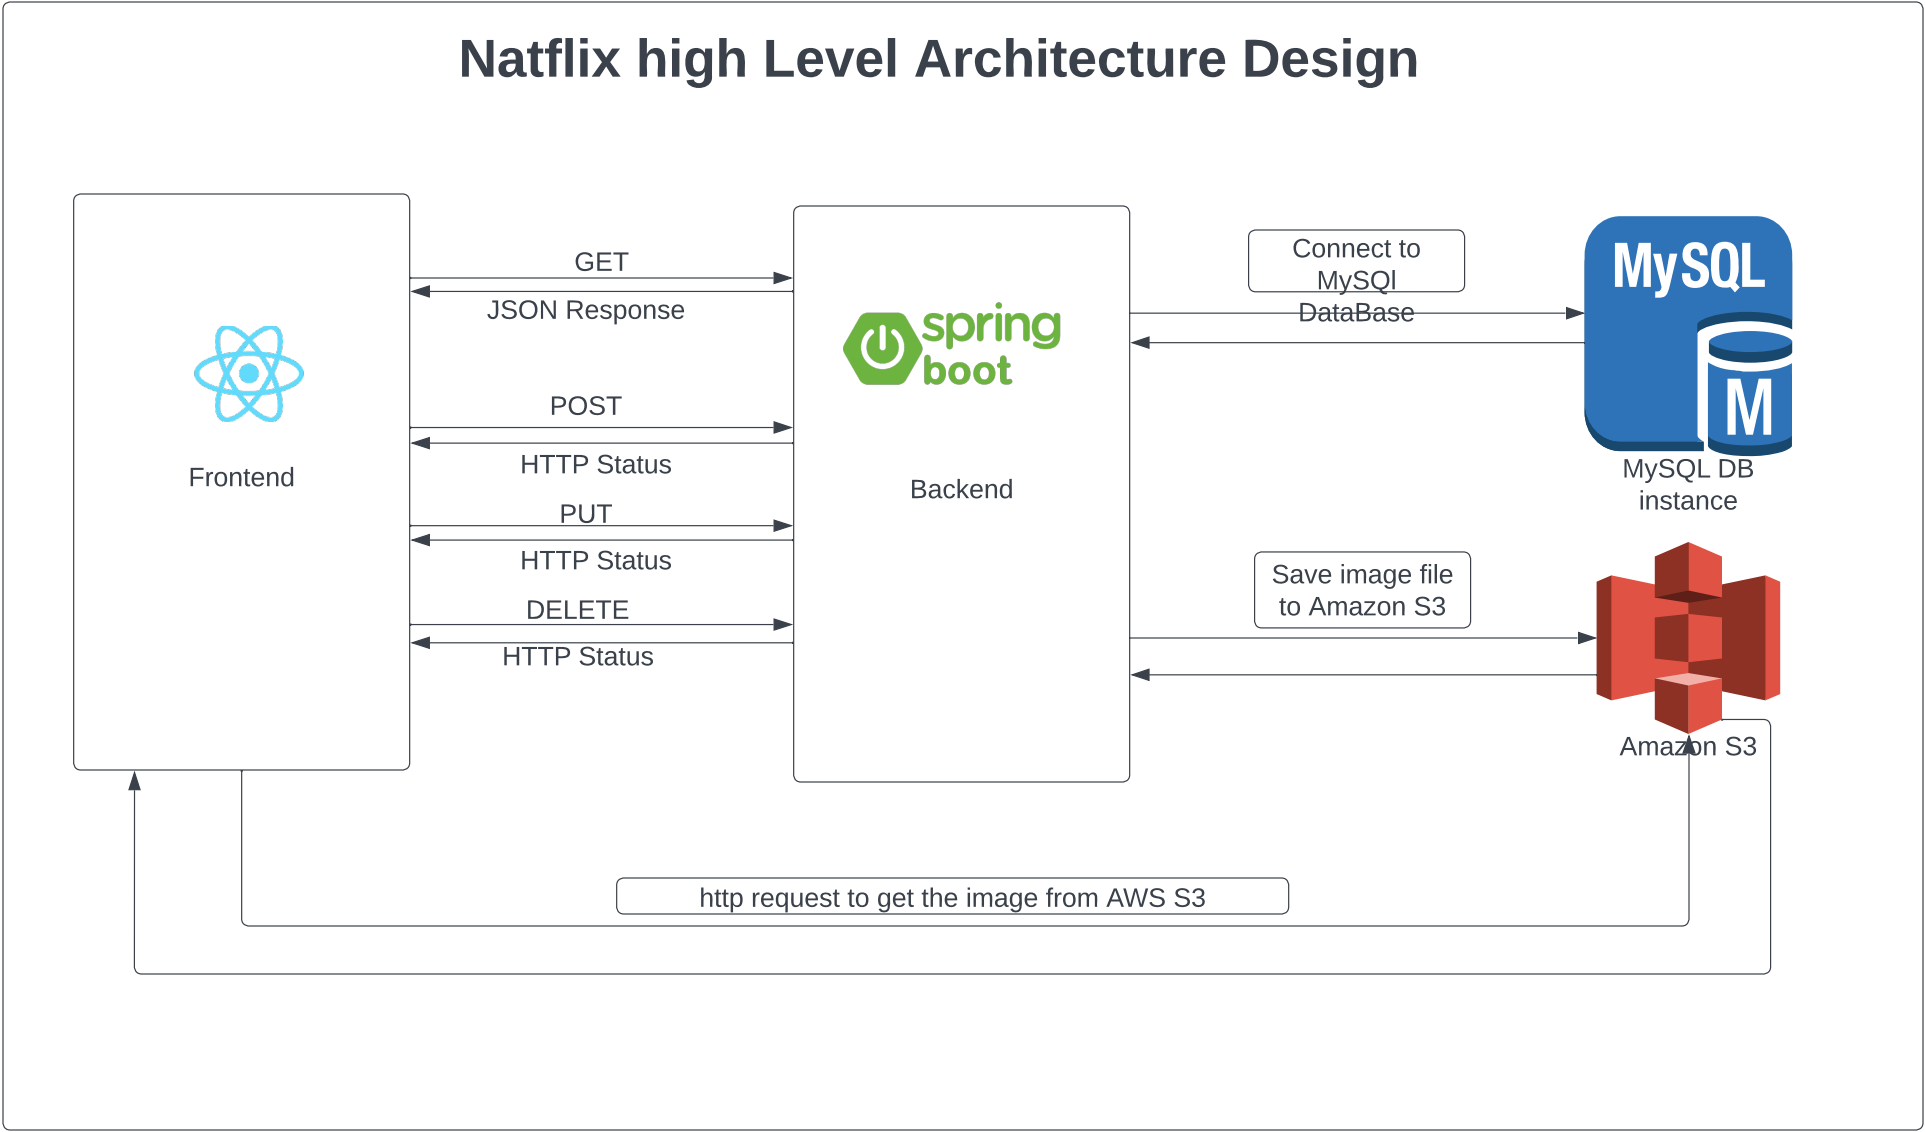 Natflix high Level Architecture Design
GET
JSON Response
POST
HTTP Status
PUT
HTTP Status
DELETE
HTTP Status
Frontend
spring
boot
Backend
Connect to
MySQl
DataBase
MySQL
M
MySQL DB
instance
Save image file
to Amazon S3
Amazon S3
http request to get the image from AWS S3